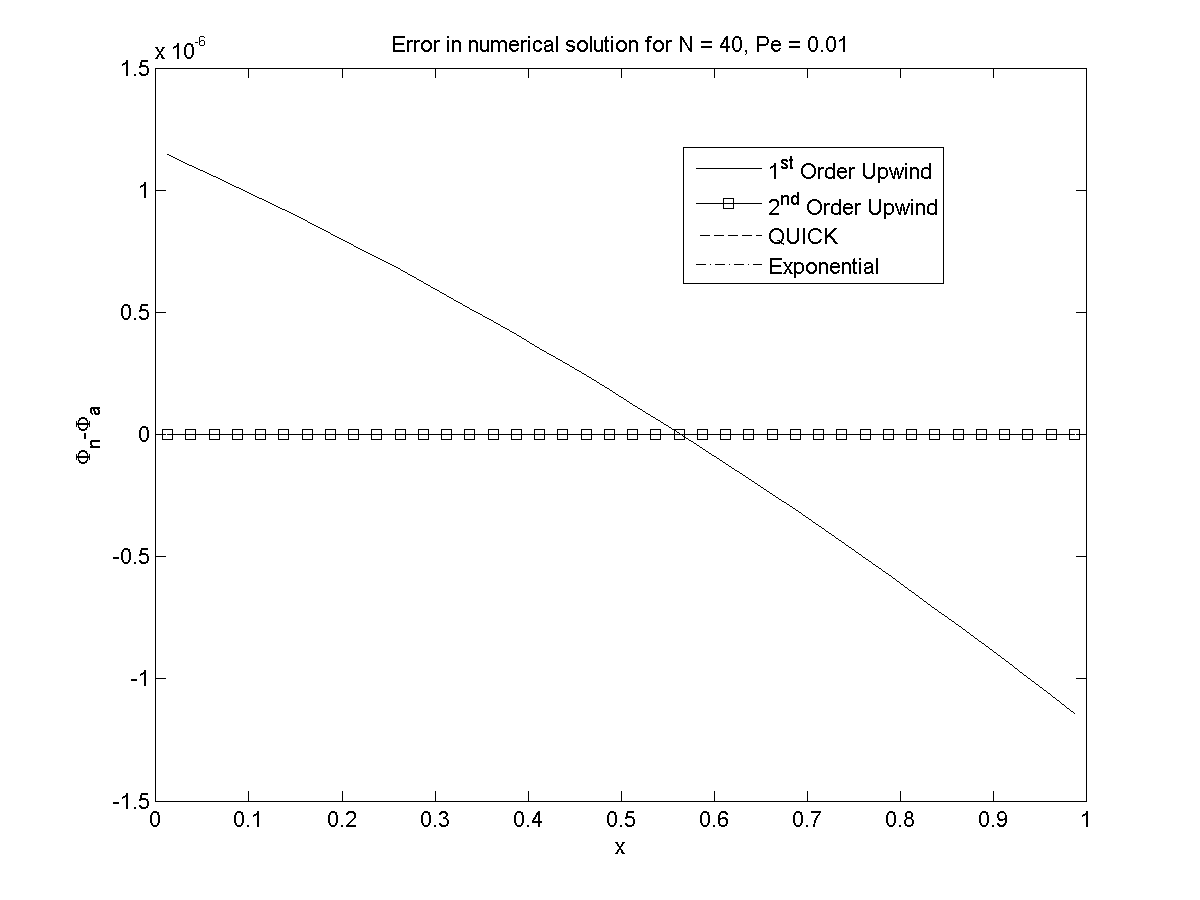 Error in numerical solution for N = 40, Pe = 0.01
x 10-6
1.5
1
0.5
0
-0.5
-1
-1.5
Φn-Φa
1st Order Upwind
2nd Order Upwind
QUICK
Exponential
0 0.1 0.2 0.3 0.4 0.5 0.6 0.7 0.8 0.9 1
x